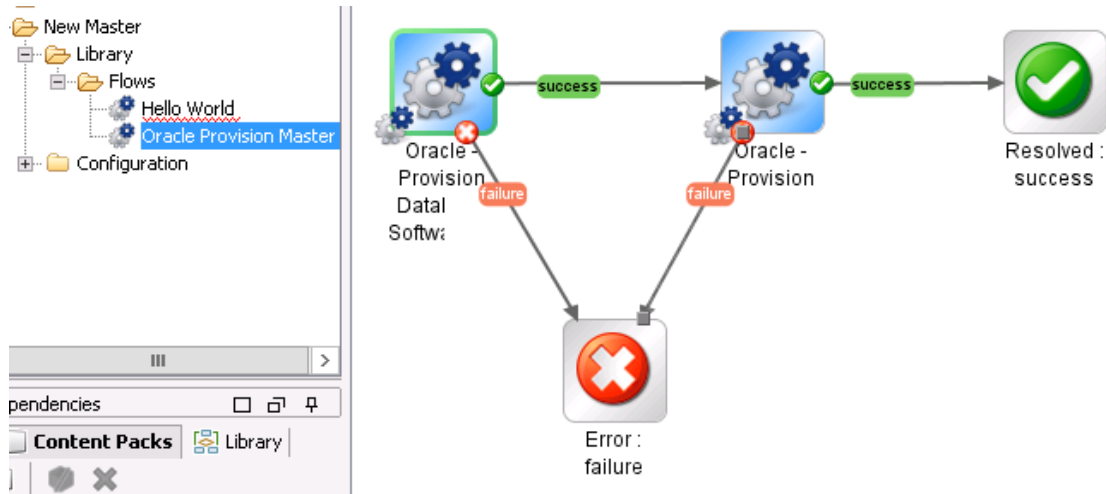 New Master
Library
Flows
Hello World
Oracle Provision Master
Configuration
pendencies
Content Packs
Library
success
success
failure
failure
Oracle -
Provision
Datal
Softwa
Oracle -
Provision
Resolved :
success
Error :
failure